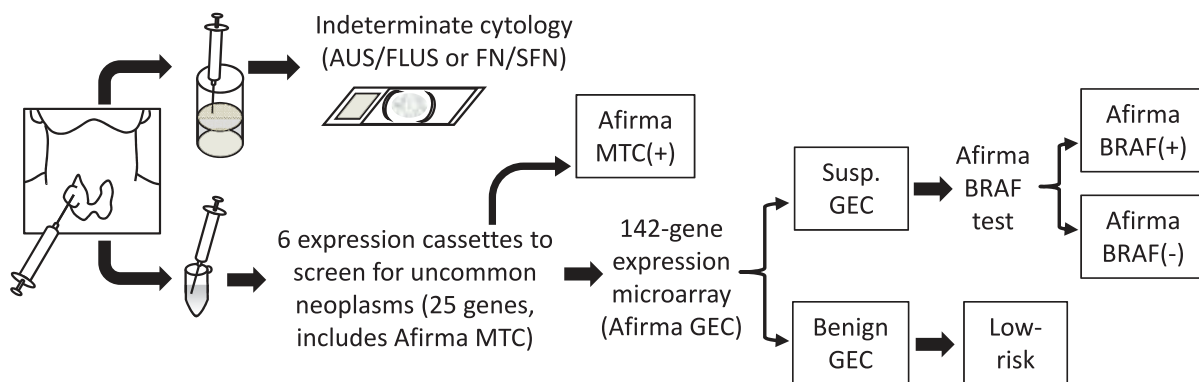 Indeterminate cytology
(AUS/FLUS or FN/SFN)
Afirma
MTC(+)
6 expression cassettes to
screen for uncommon
neoplasms (25 genes,
includes Afirma MTC)
142-gene
expression
microarray
(Afirma GEC)
Susp.
GEC
Afirma
BRAF
test
Afirma
BRAF(+)
Afirma
BRAF(-)
Benign
GEC
Low-
risk